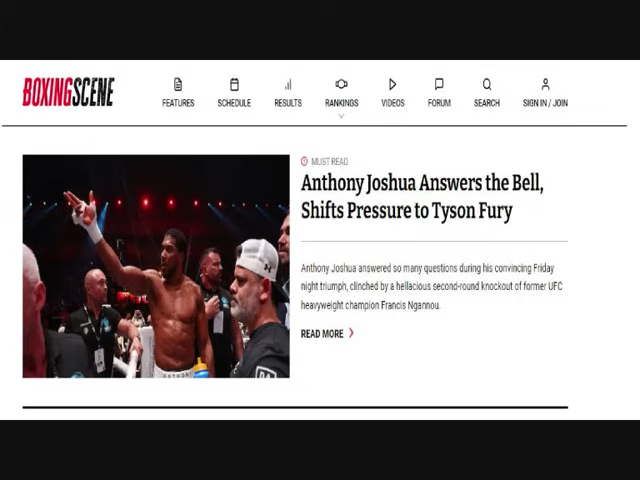 BOXINGSCENE
FEATURES
SCHEDULE
RESULTS
RANKINGS
VIDEOS
FORUM
SEARCH
SIGN IN / JOIN
MUST READ
Anthony Joshua Answers the Bell,
Shifts Pressure to Tyson Fury
Anthony Joshua answered so many questions during his convincing Friday
night triumph, clinched by a hellacious second-round knockout of former UFC
heavyweight champion Francis Ngannou.
READ MORE